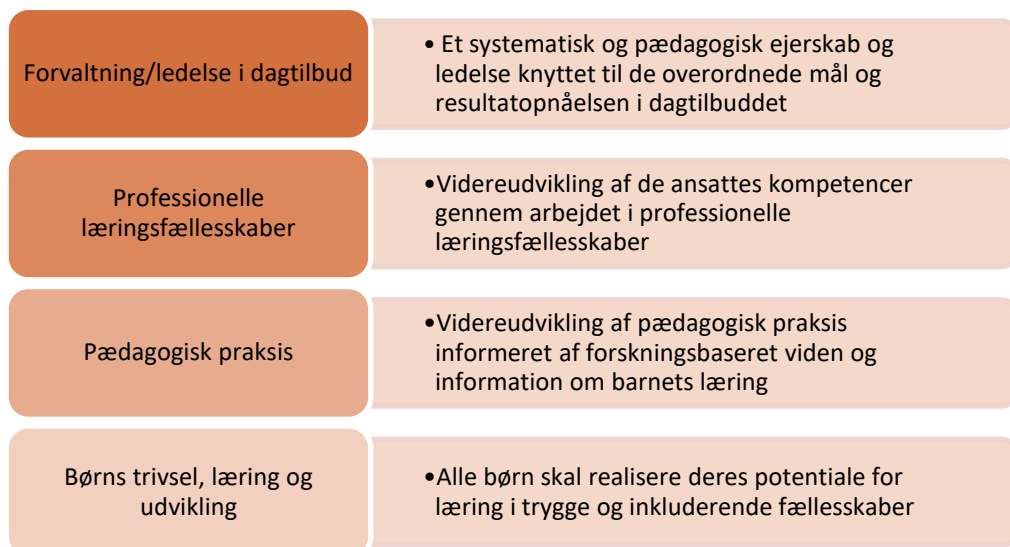 Forvaltning/ledelse i dagtilbud
• Et systematisk og pædagogisk ejerskab og
ledelse knyttet til de overordnede mål og
resultatopnåelsen i dagtilbuddet
Professionelle
læringsfællesskaber
•Videreudvikling af de ansattes kompetencer
gennem arbejdet i professionelle
læringsfællesskaber
Pædagogisk praksis
•Videreudvikling af pædagogisk praksis
informeret af forskningsbaseret viden og
information om barnets læring
Børns trivsel, læring og
udvikling
•Alle børn skal realisere deres potentiale for
læring i trygge og inkluderende fællesskaber